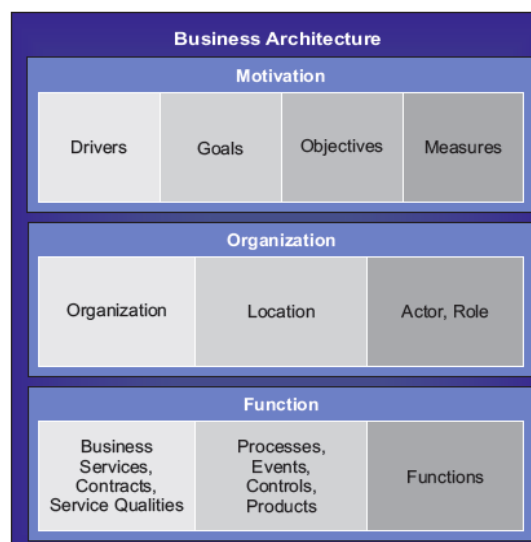 Business Architecture
Motivation
Drivers
Goals
Objectives
Measures
Organization
Organization
Location
Actor, Role
Function
Business
Services,
Contracts,
Service Qualities
Processes,
Events,
Controls,
Products
Functions